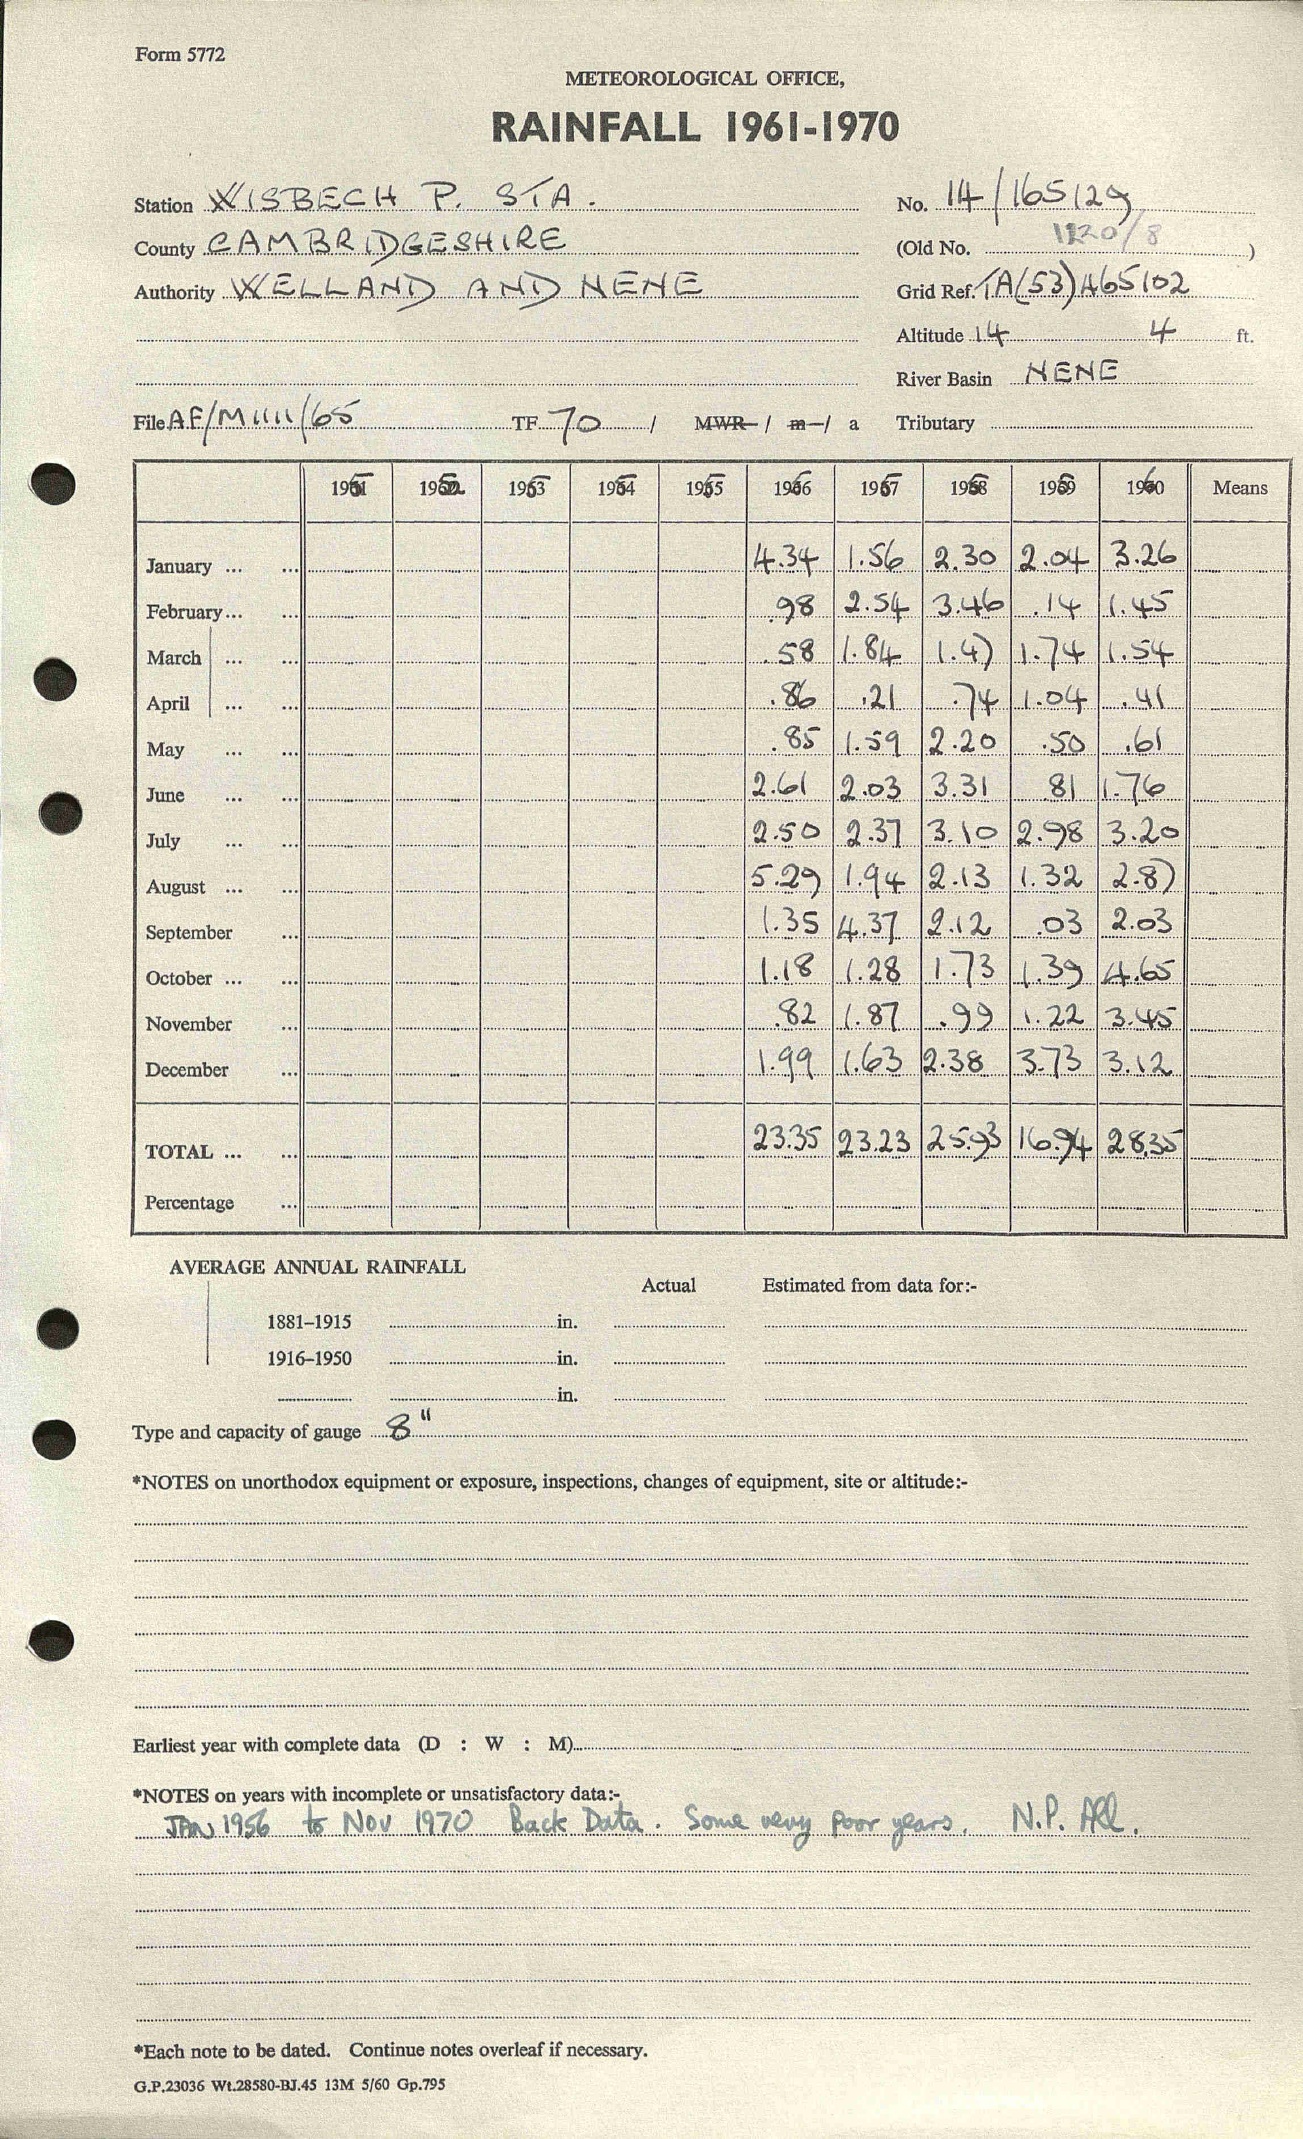 Form 5772
METEOROLOGICAL OFFICE,
RAINFALL 1961-1970
Station WISBECH P. STA. No. 14/165129
County CAMBRIDGESHIRE (Old No. 1120/8 )
Authority WELLAND AND NENE Grid Ref. TA(53)465102
Altitude 14 4 ft.
River Basin NENE
File AF/M1111/65 TF 70 / MWR / m / a Tributary
1951 1952 1953 1954 1955 1956 1957 1958 1959 1960 Means
January ... ... 4.34 1.56 2.30 2.04 3.26
February ... ... .98 2.54 3.46 .14 1.45
March ... ... .58 1.84 1.47 1.74 1.54
April ... ... .86 .21 .74 1.04 .41
May ... ... .85 1.59 2.20 .50 .61
June ... ... 2.61 2.03 3.31 .81 1.76
July ... ... 2.50 2.37 3.10 2.98 3.20
August ... ... 5.29 1.94 2.13 1.32 2.87
September ... 1.35 4.37 2.12 .03 2.03
October ... ... 1.18 1.28 1.73 1.39 4.65
November ... .82 1.87 .99 1.22 3.45
December ... 1.99 1.63 2.38 3.73 3.12
TOTAL ... ... 23.35 23.23 25.93 16.94 28.35
Percentage ...
AVERAGE ANNUAL RAINFALL
Actual Estimated from data for:-
1881–1915 in.
1916–1950 in.
in.
Type and capacity of gauge 8"
*NOTES on unorthodox equipment or exposure, inspections, changes of equipment, site or altitude:-
Earliest year with complete data (D : W : M)
*NOTES on years with incomplete or unsatisfactory data:-
JAN 1956 to Nov 1970 Back Data. Some very poor years. N.P. All.
*Each note to be dated. Continue notes overleaf if necessary.
G.P.23036 Wt.28580-BJ.45 13M 5/60 Gp.795